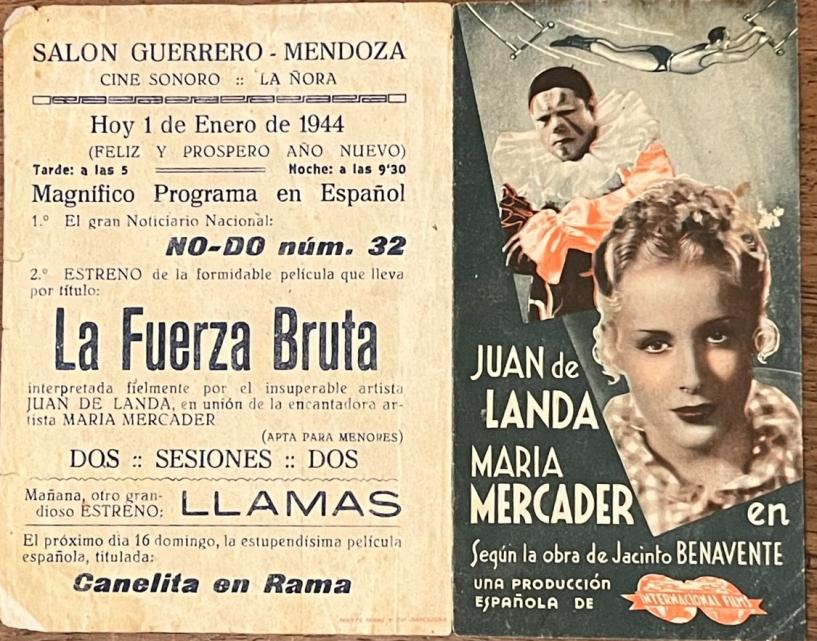 SALON GUERRERO - MENDOZA
CINE SONORO :: LA ÑORA
Hoy 1 de Enero de 1944
(FELIZ Y PROSPERO AÑO NUEVO)
Tarde: a las 5 Noche: a las 9'30
Magnífico Programa en Español
1.º El gran Noticiario Nacional:
NO-DO núm. 32
2.º ESTRENO de la formidable película que lleva
por título:
La Fuerza Bruta
interpretada fielmente por el insuperable artista
JUAN DE LANDA, en unión de la encantadora ar-
tista MARIA MERCADER
(APTA PARA MENORES)
DOS :: SESIONES :: DOS
Mañana, otro gran-
dioso ESTRENO: LLAMAS
El próximo dia 16 domingo, la estupendísima película
española, titulada:
Canelita en Rama
JUAN de
LANDA
MARIA
MERCADER
en
Según la obra de Jacinto BENAVENTE
UNA PRODUCCIÓN
ESPAÑOLA DE
INTERNACIONAL FILMS